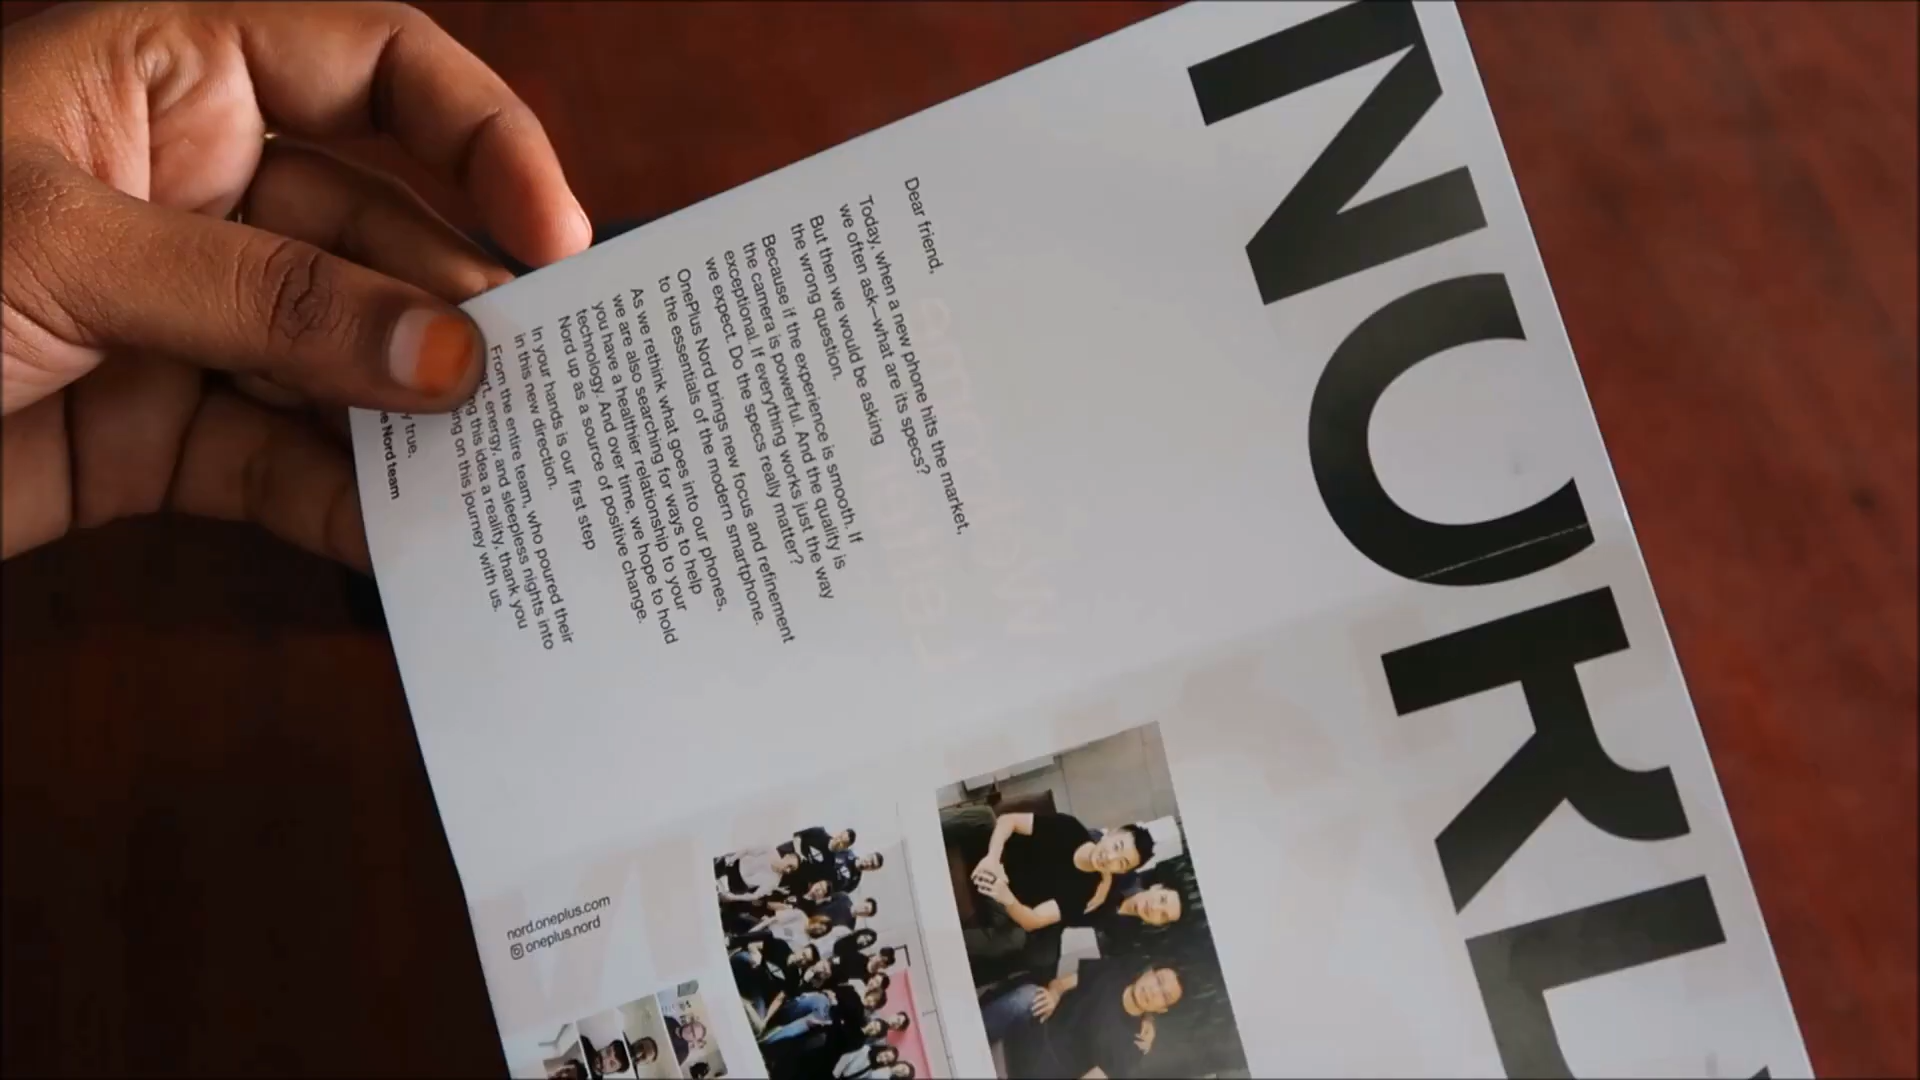 NORD
Dear friend,
Today, when a new phone hits the market,
we often ask—what are its specs?
But then we would be asking
the wrong question.
Because if the experience is smooth. If
the camera is powerful. And the quality is
exceptional. If everything works just the way
we expect. Do the specs really matter?
OnePlus Nord brings new focus and refinement
to the essentials of the modern smartphone.
As we rethink what goes into our phones,
we are also searching for ways to help
you have a healthier relationship to your
technology. And over time, we hope to hold
Nord up as a source of positive change.
In your hands is our first step
in this new direction.
From the entire team, who poured their
energy, and sleepless nights into
this idea a reality, thank you
on this journey with us.
true.
Nord team
nord.oneplus.com
oneplus.nord